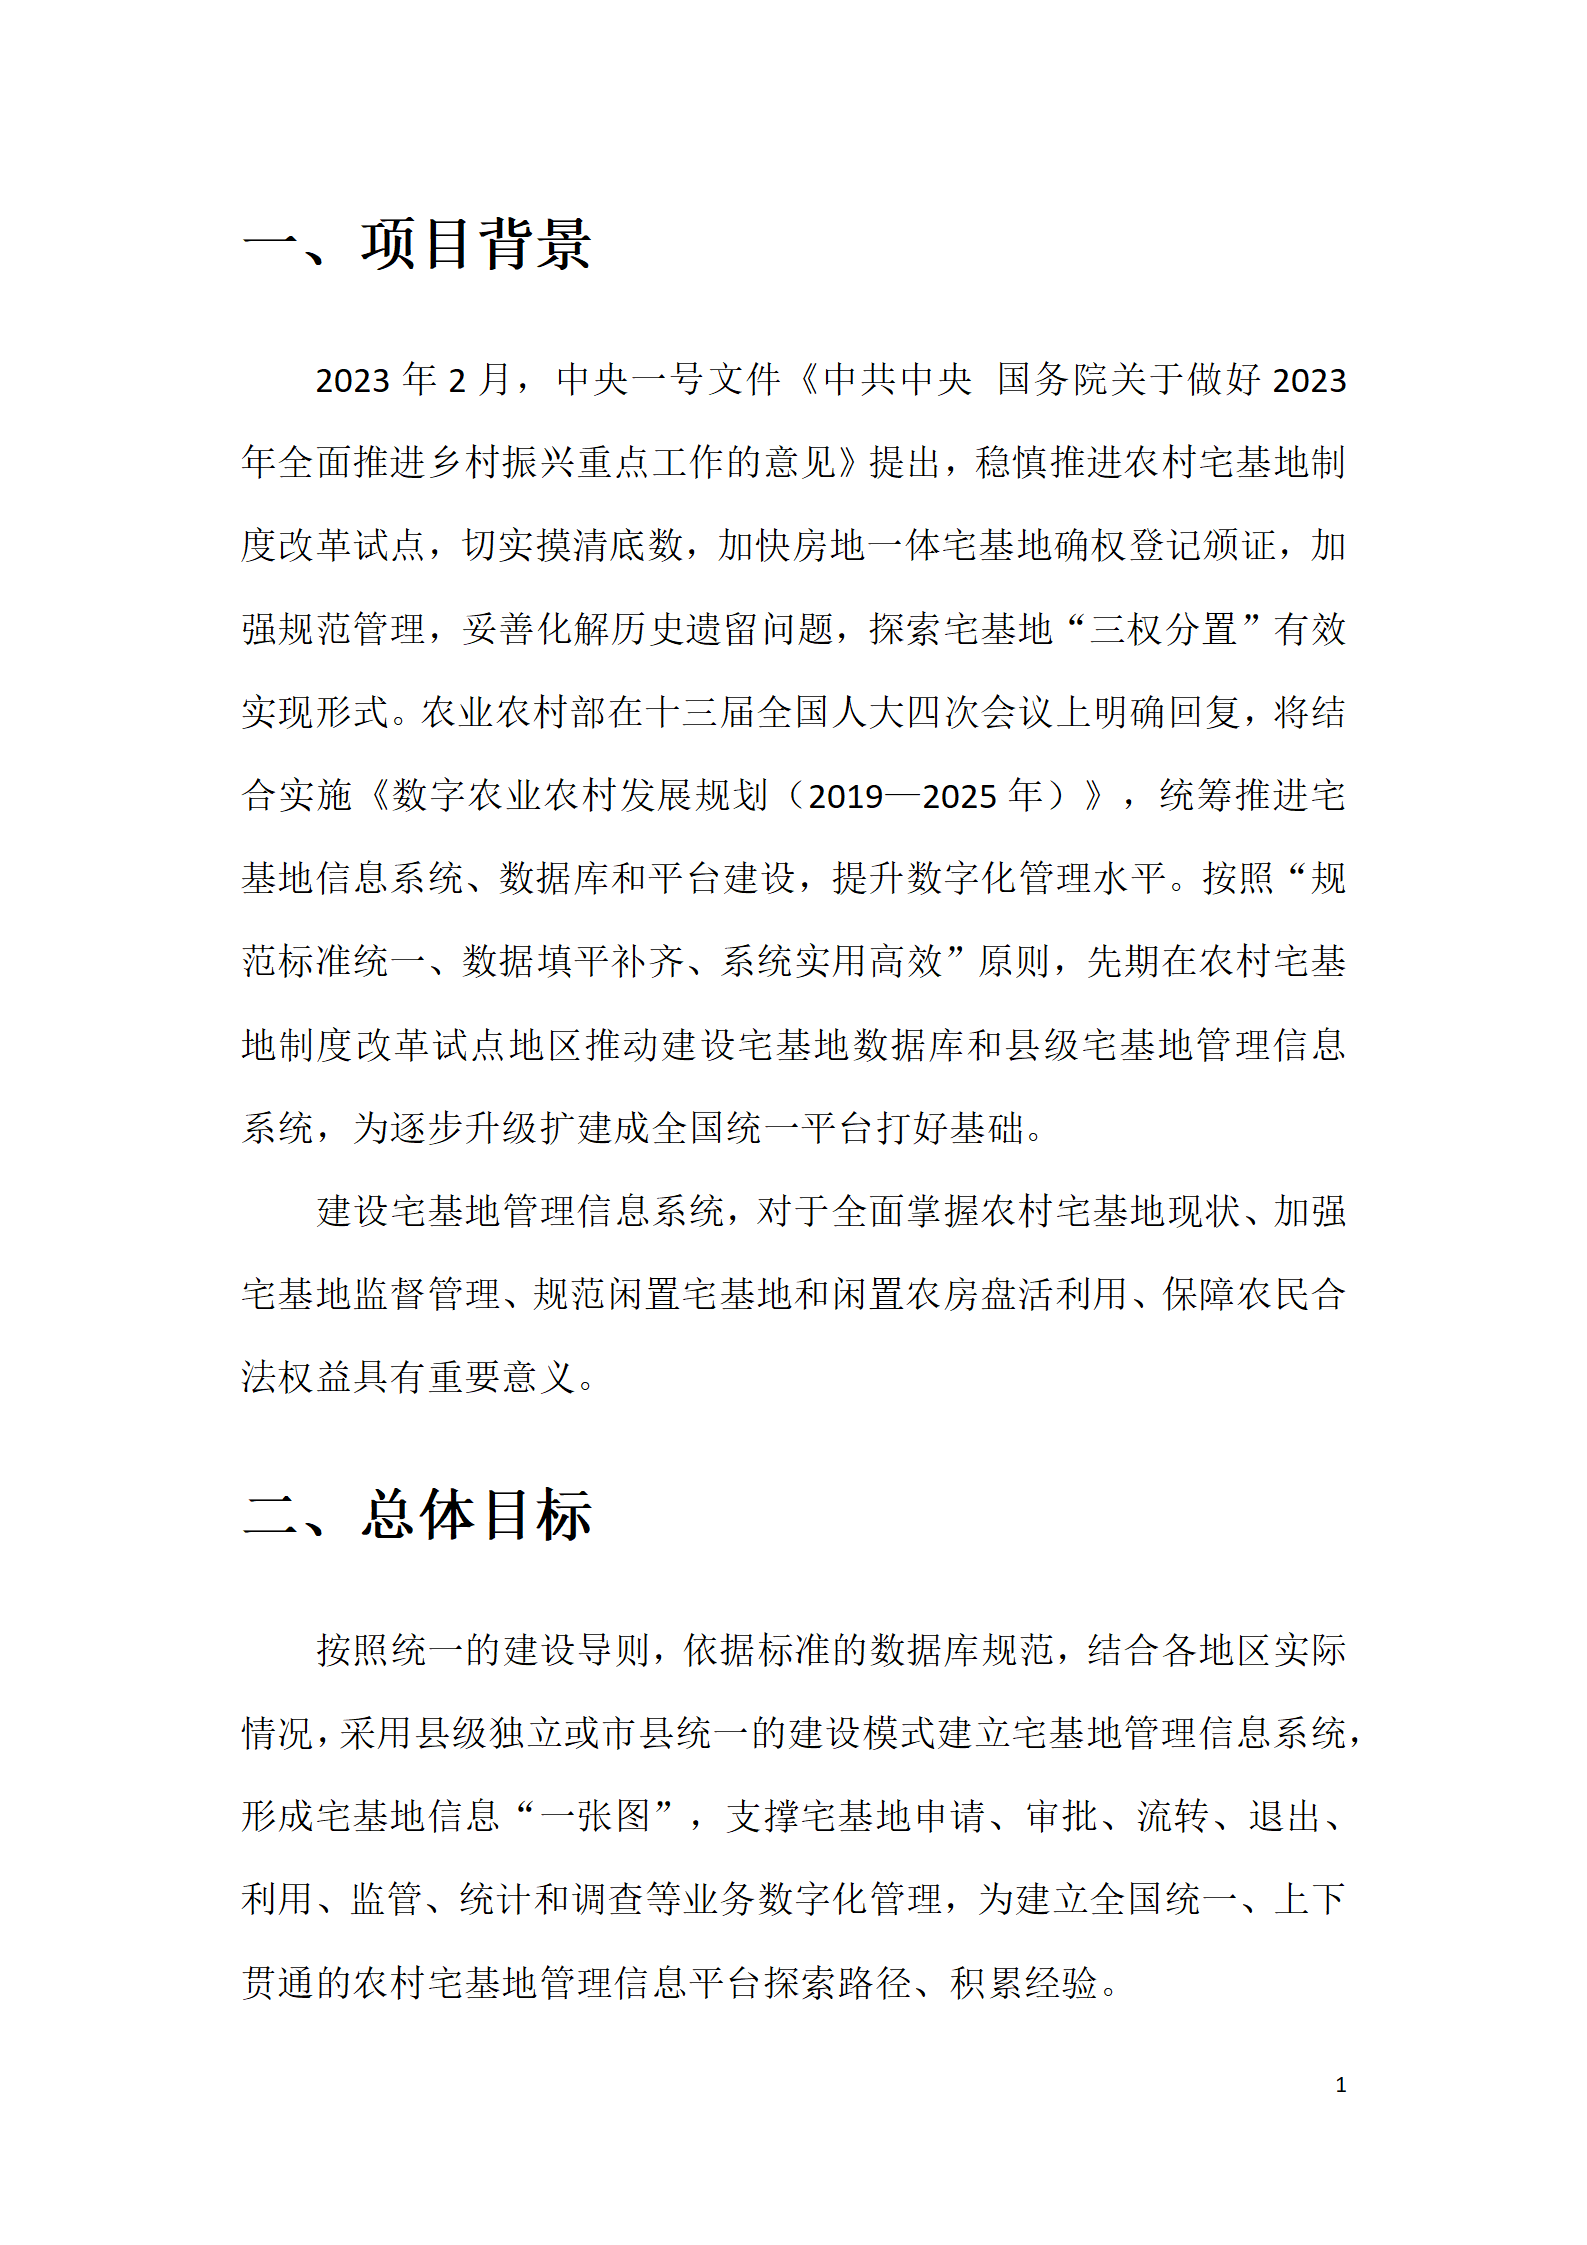 一、项目背景
2023 年 2 月，中央一号文件《中共中央 国务院关于做好 2023
年全面推进乡村振兴重点工作的意见》提出，稳慎推进农村宅基地制
度改革试点，切实摸清底数，加快房地一体宅基地确权登记颁证，加
强规范管理，妥善化解历史遗留问题，探索宅基地“三权分置”有效
实现形式。农业农村部在十三届全国人大四次会议上明确回复，将结
合实施《数字农业农村发展规划（2019—2025 年）》，统筹推进宅
基地信息系统、数据库和平台建设，提升数字化管理水平。按照“规
范标准统一、数据填平补齐、系统实用高效”原则，先期在农村宅基
地制度改革试点地区推动建设宅基地数据库和县级宅基地管理信息
系统，为逐步升级扩建成全国统一平台打好基础。
建设宅基地管理信息系统，对于全面掌握农村宅基地现状、加强
宅基地监督管理、规范闲置宅基地和闲置农房盘活利用、保障农民合
法权益具有重要意义。
二、总体目标
按照统一的建设导则，依据标准的数据库规范，结合各地区实际
情况，采用县级独立或市县统一的建设模式建立宅基地管理信息系统，
形成宅基地信息“一张图”，支撑宅基地申请、审批、流转、退出、
利用、监管、统计和调查等业务数字化管理，为建立全国统一、上下
贯通的农村宅基地管理信息平台探索路径、积累经验。
1